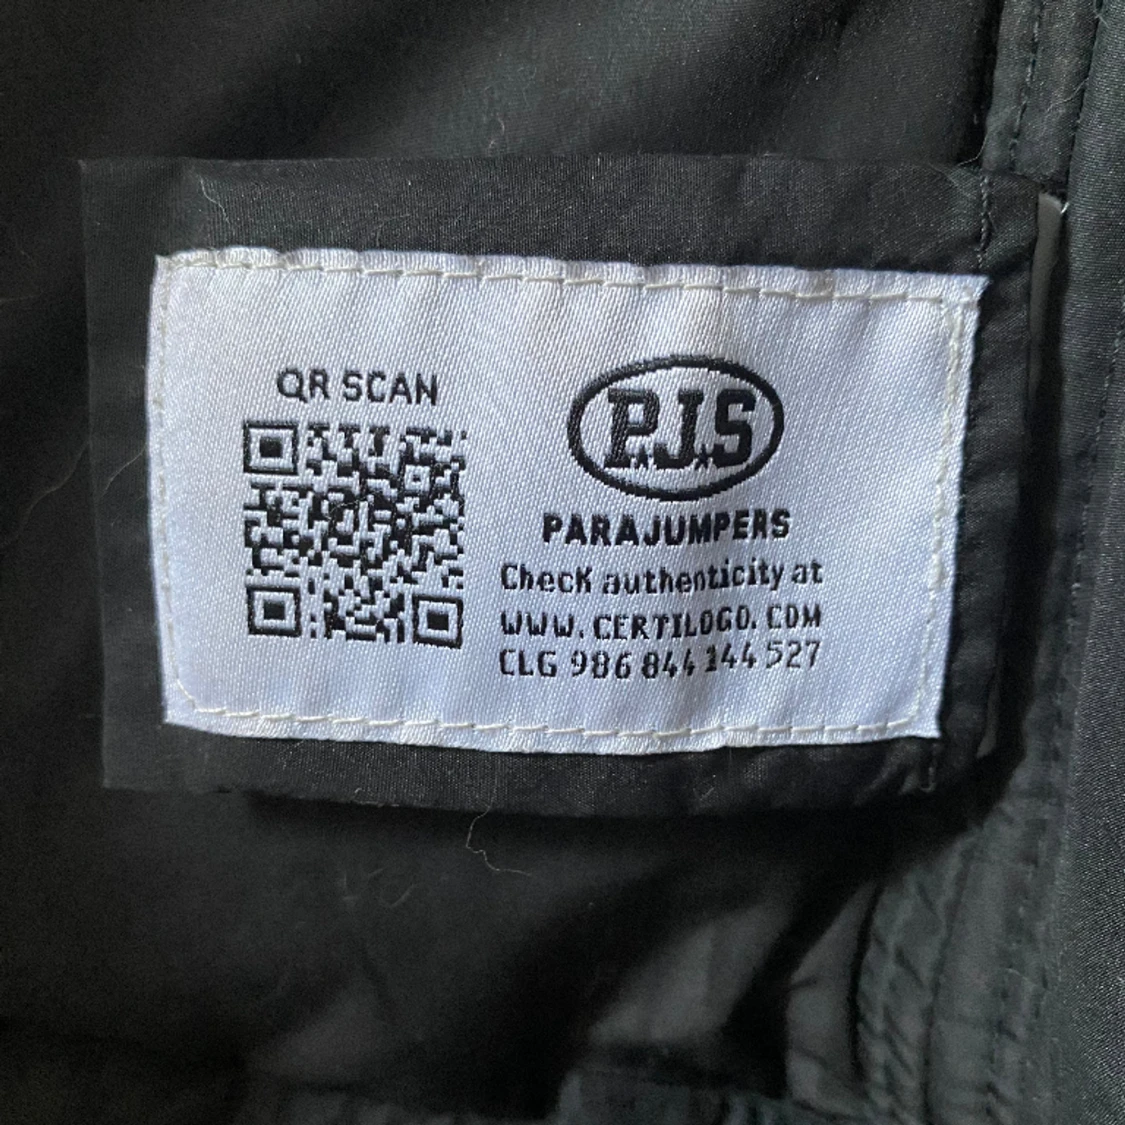 QR SCAN
P.J.S
PARAJUMPERS
Check authenticity at
WWW.CERTILOGO.COM
CLG 986 844 144 527